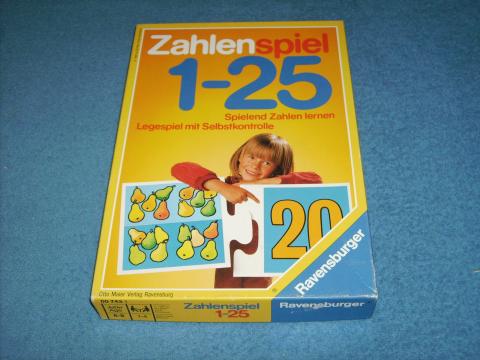 Zahlenspiel
1-25
Spielend Zahlen lernen
Legespiel mit Selbstkontrolle
20
Ravensburger
Otto Maier Verlag Ravensburg
Zahlenspiel
1-25
Ravensburger